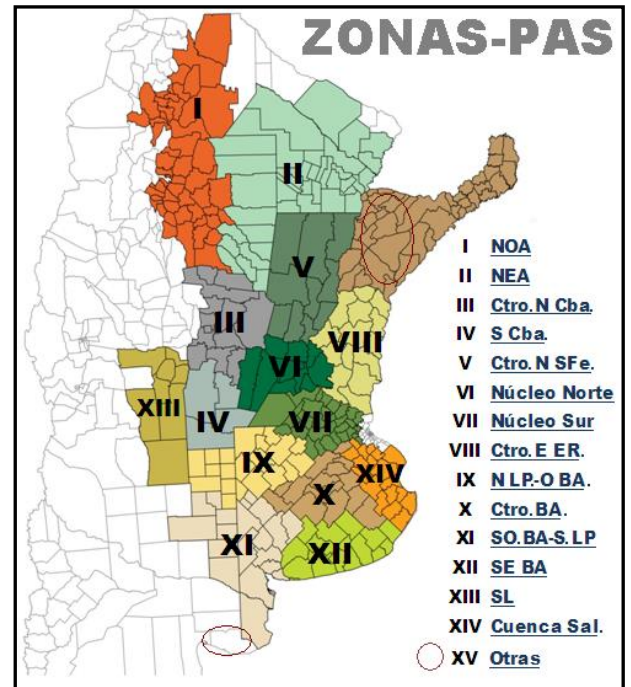 ZONAS-PAS
I
II
V
III
VIII
VI
XIII
IV
VII
IX
XIV
X
XI
XII
I NOA
II NEA
III Ctro.N Cba.
IV S Cba.
V Ctro.N SFe.
VI Núcleo Norte
VII Núcleo Sur
VIII Ctro.E ER.
IX N LP.-O BA.
X Ctro.BA.
XI SO.BA-S.LP
XII SE BA
XIII SL
XIV Cuenca Sal.
XV Otras